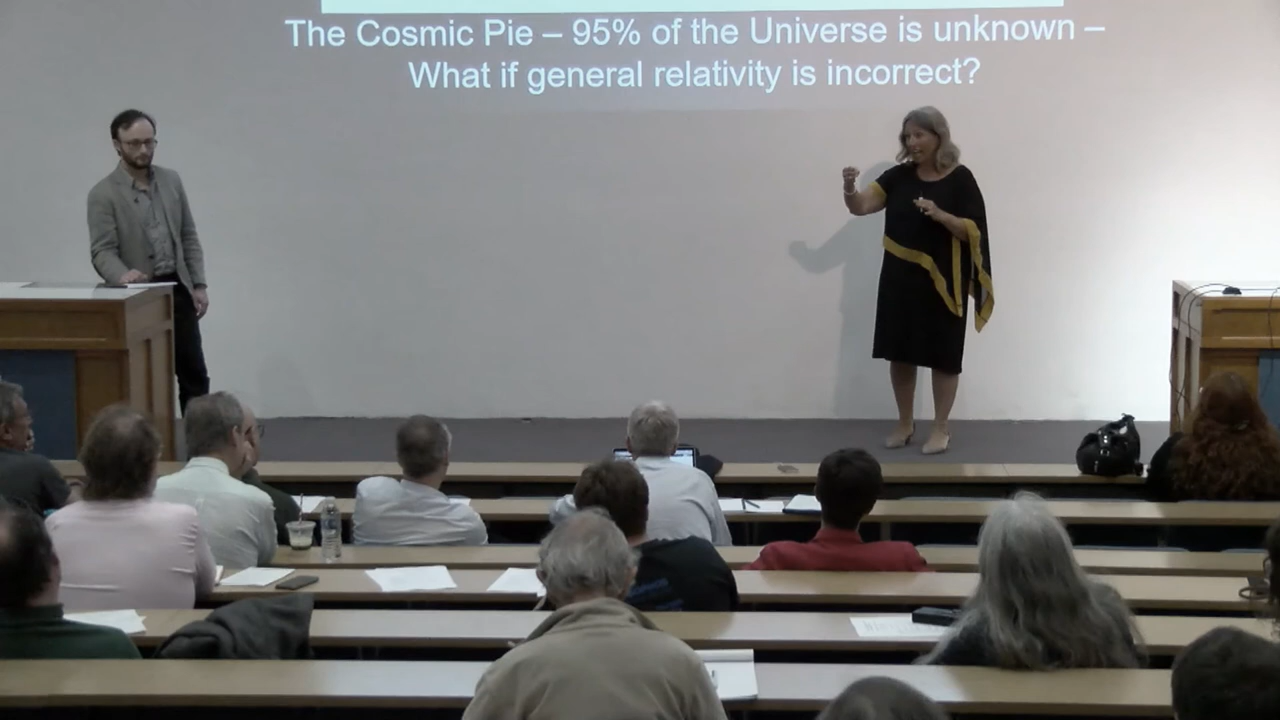 The Cosmic Pie – 95% of the Universe is unknown –
What if general relativity is incorrect?